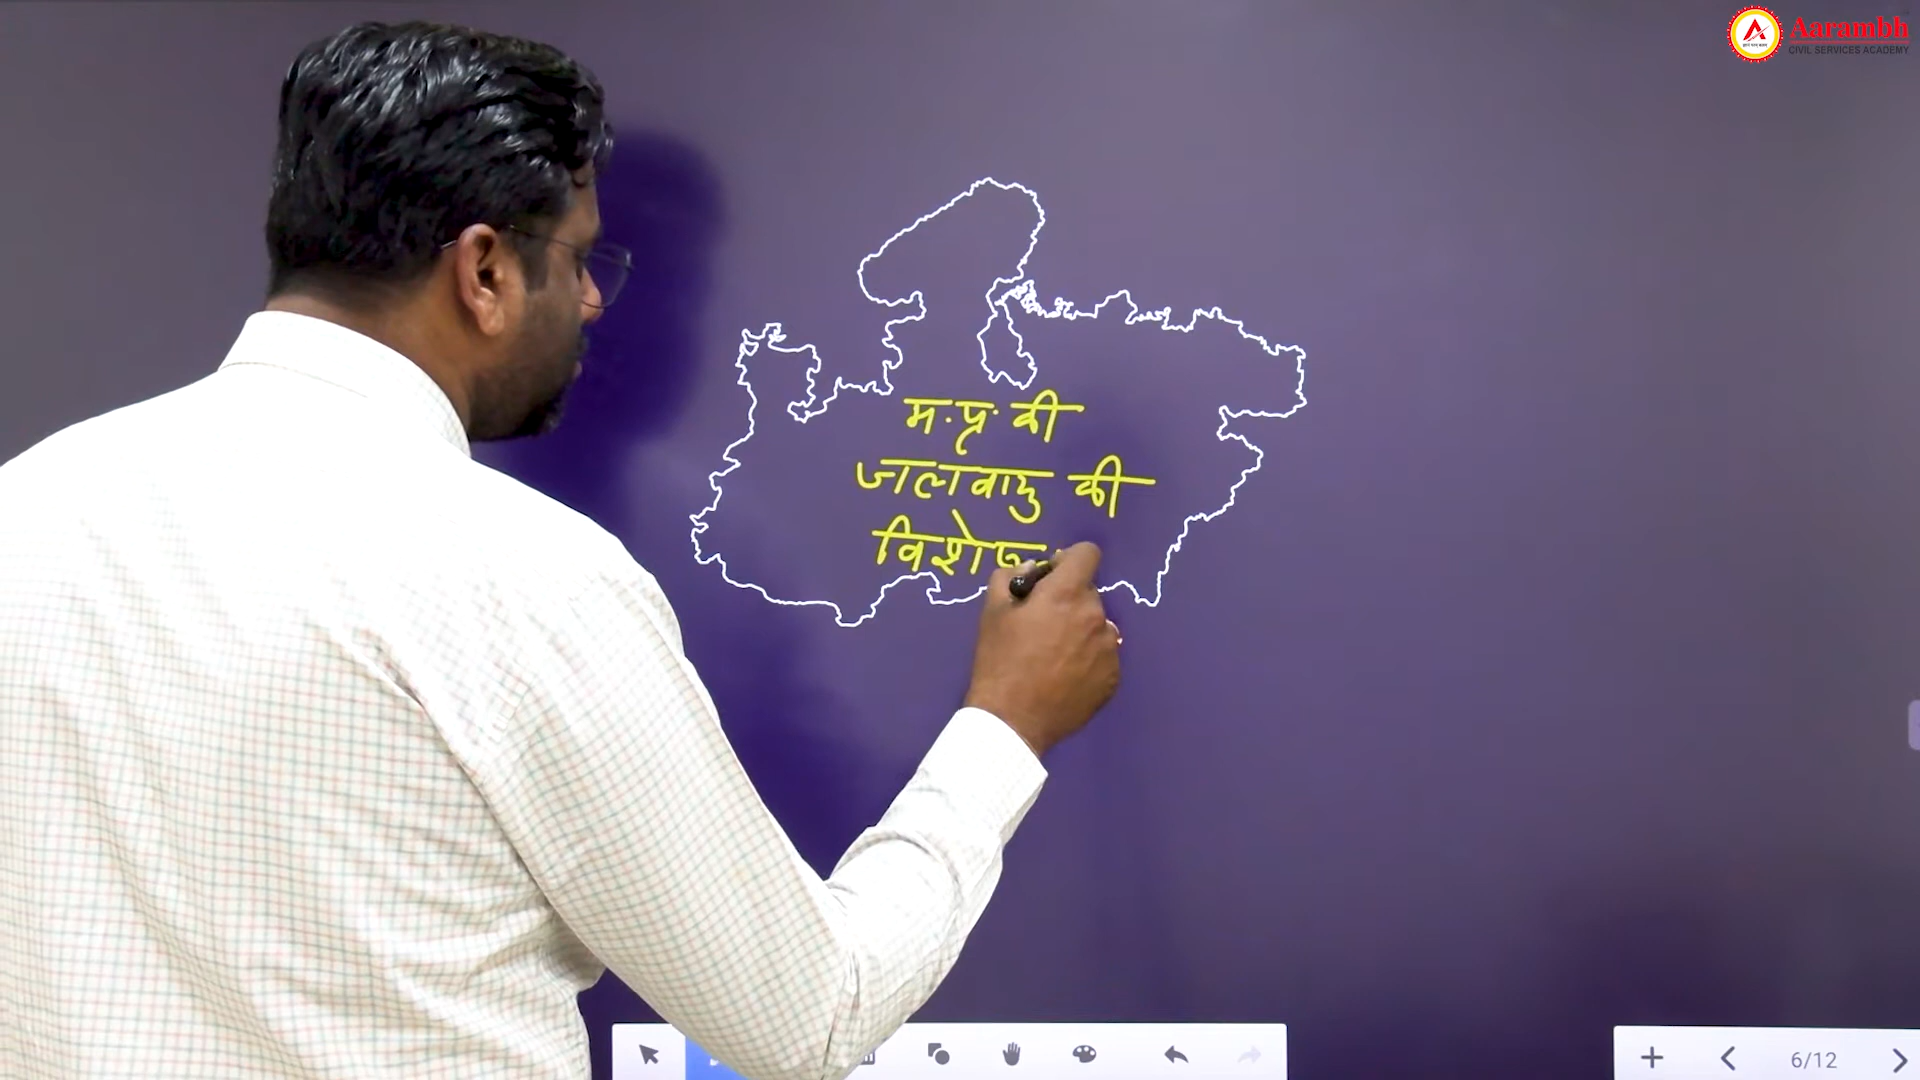 Aarambh
CIVIL SERVICES ACADEMY
म.प्र. की
जलवायु की
6/12